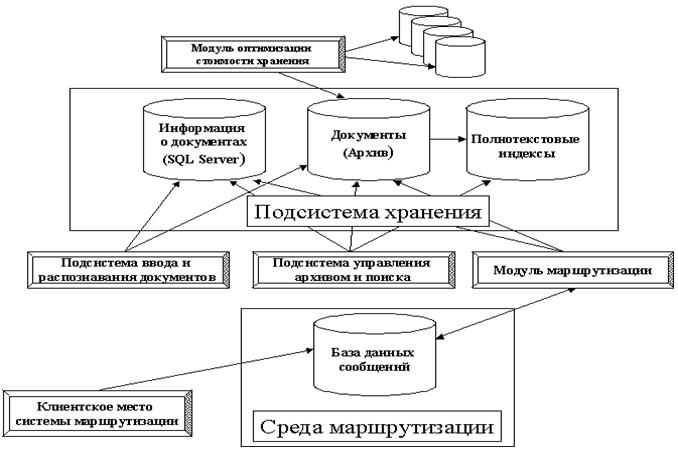 Модуль оптимизации
стоимости хранения
Информация
о документах
(SQL Server)
Документы
(Архив)
Полнотекстовые
индексы
Подсистема хранения
Подсистема ввода и
распознавания документов
Подсистема управления
архивом и поиска
Модуль маршрутизации
База данных
сообщений
Клиентское место
системы маршрутизации
Среда маршрутизации